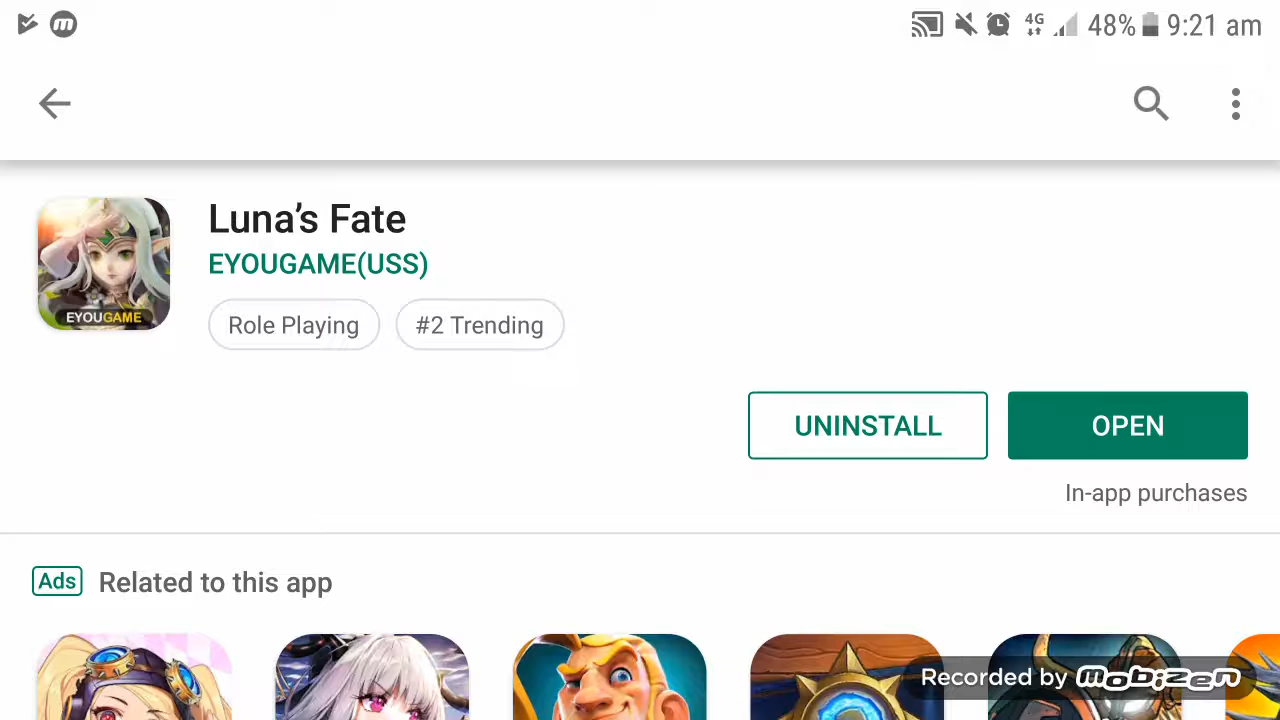 4G 48% 9:21 am
Luna’s Fate
EYOUGAME(USS)
EYOUGAME
Role Playing #2 Trending
UNINSTALL OPEN
In-app purchases
Ads Related to this app
Recorded by mobizen